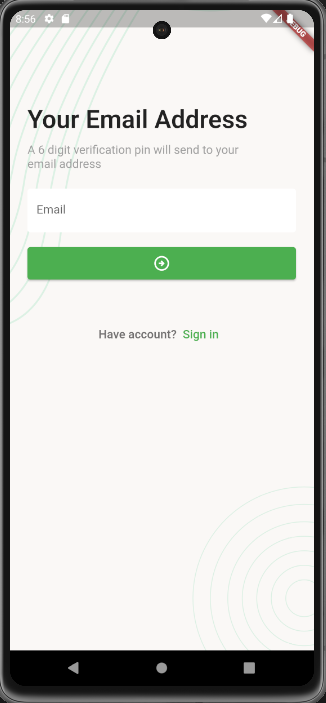 8:56
DEBUG
Your Email Address
A 6 digit verification pin will send to your
email address
Email
Have account? Sign in